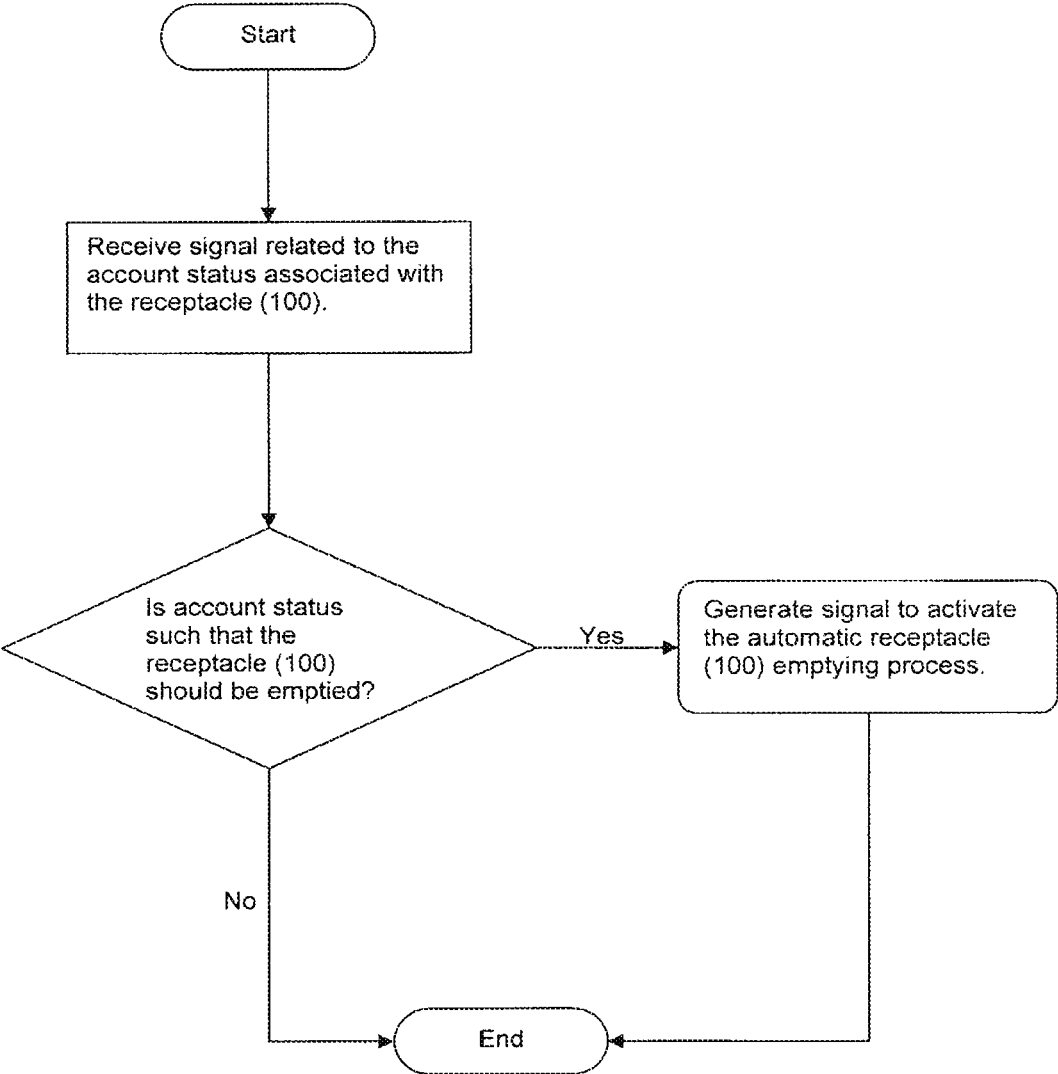 Start
Receive signal related to the
account status associated with
the receptacle (100).
Is account status
such that the
receptacle (100)
should be emptied?
Yes
Generate signal to activate
the automatic receptacle
(100) emptying process.
No
End